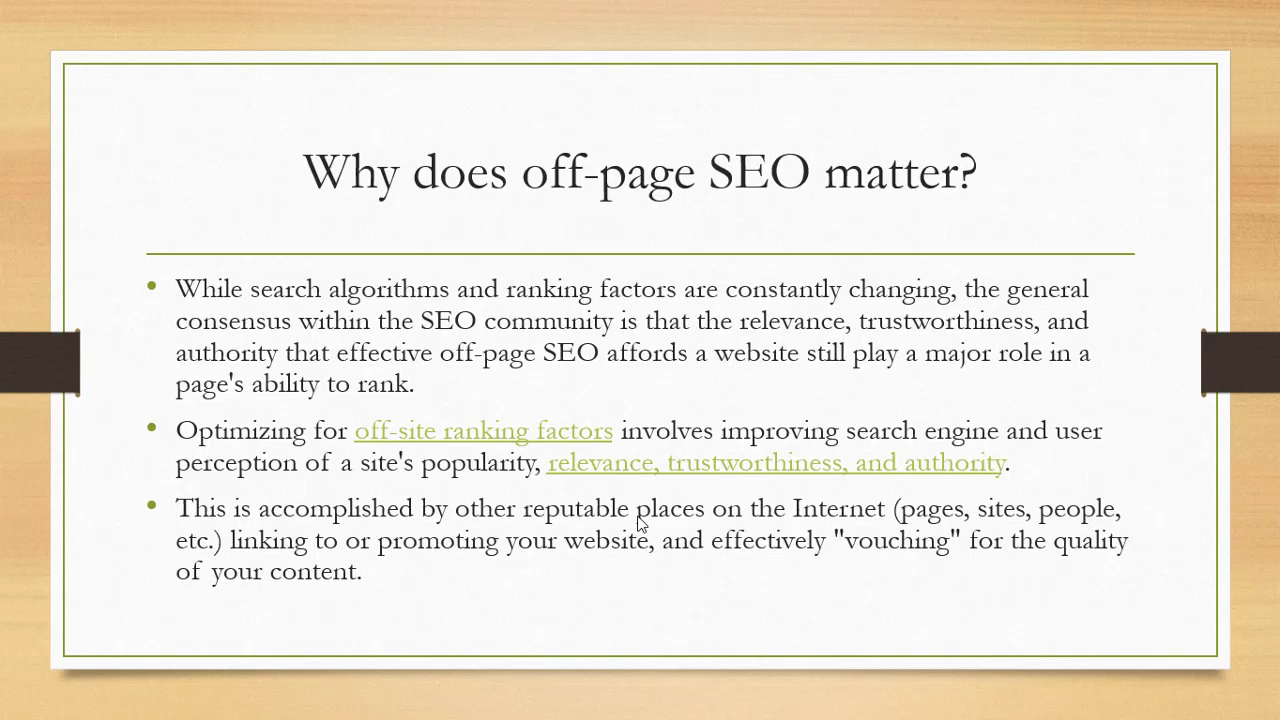 Why does off-page SEO matter?
• While search algorithms and ranking factors are constantly changing, the general
consensus within the SEO community is that the relevance, trustworthiness, and
authority that effective off-page SEO affords a website still play a major role in a
page's ability to rank.
• Optimizing for off-site ranking factors involves improving search engine and user
perception of a site's popularity, relevance, trustworthiness, and authority.
• This is accomplished by other reputable places on the Internet (pages, sites, people,
etc.) linking to or promoting your website, and effectively "vouching" for the quality
of your content.